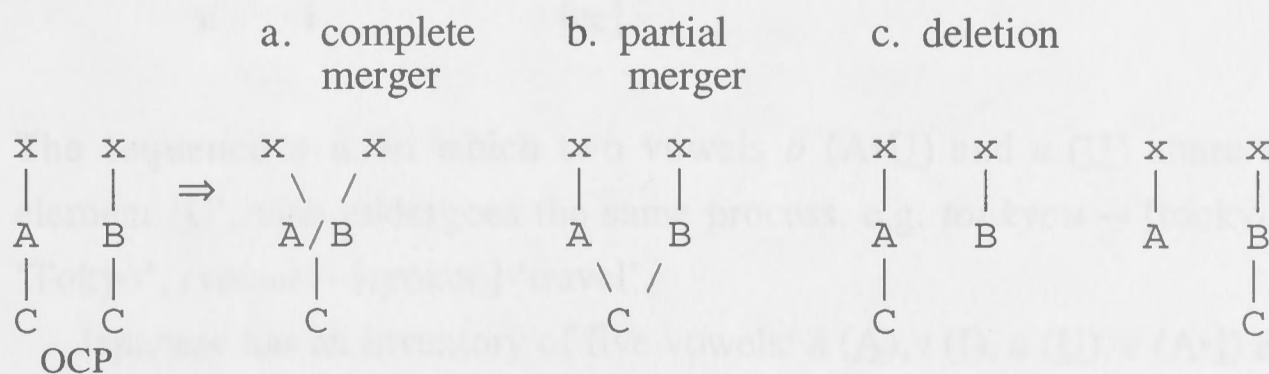 a. complete b. partial c. deletion
merger merger
x x x x x x x x x x
⇒
A B A/B A B A B A B
C C C C C C
OCP